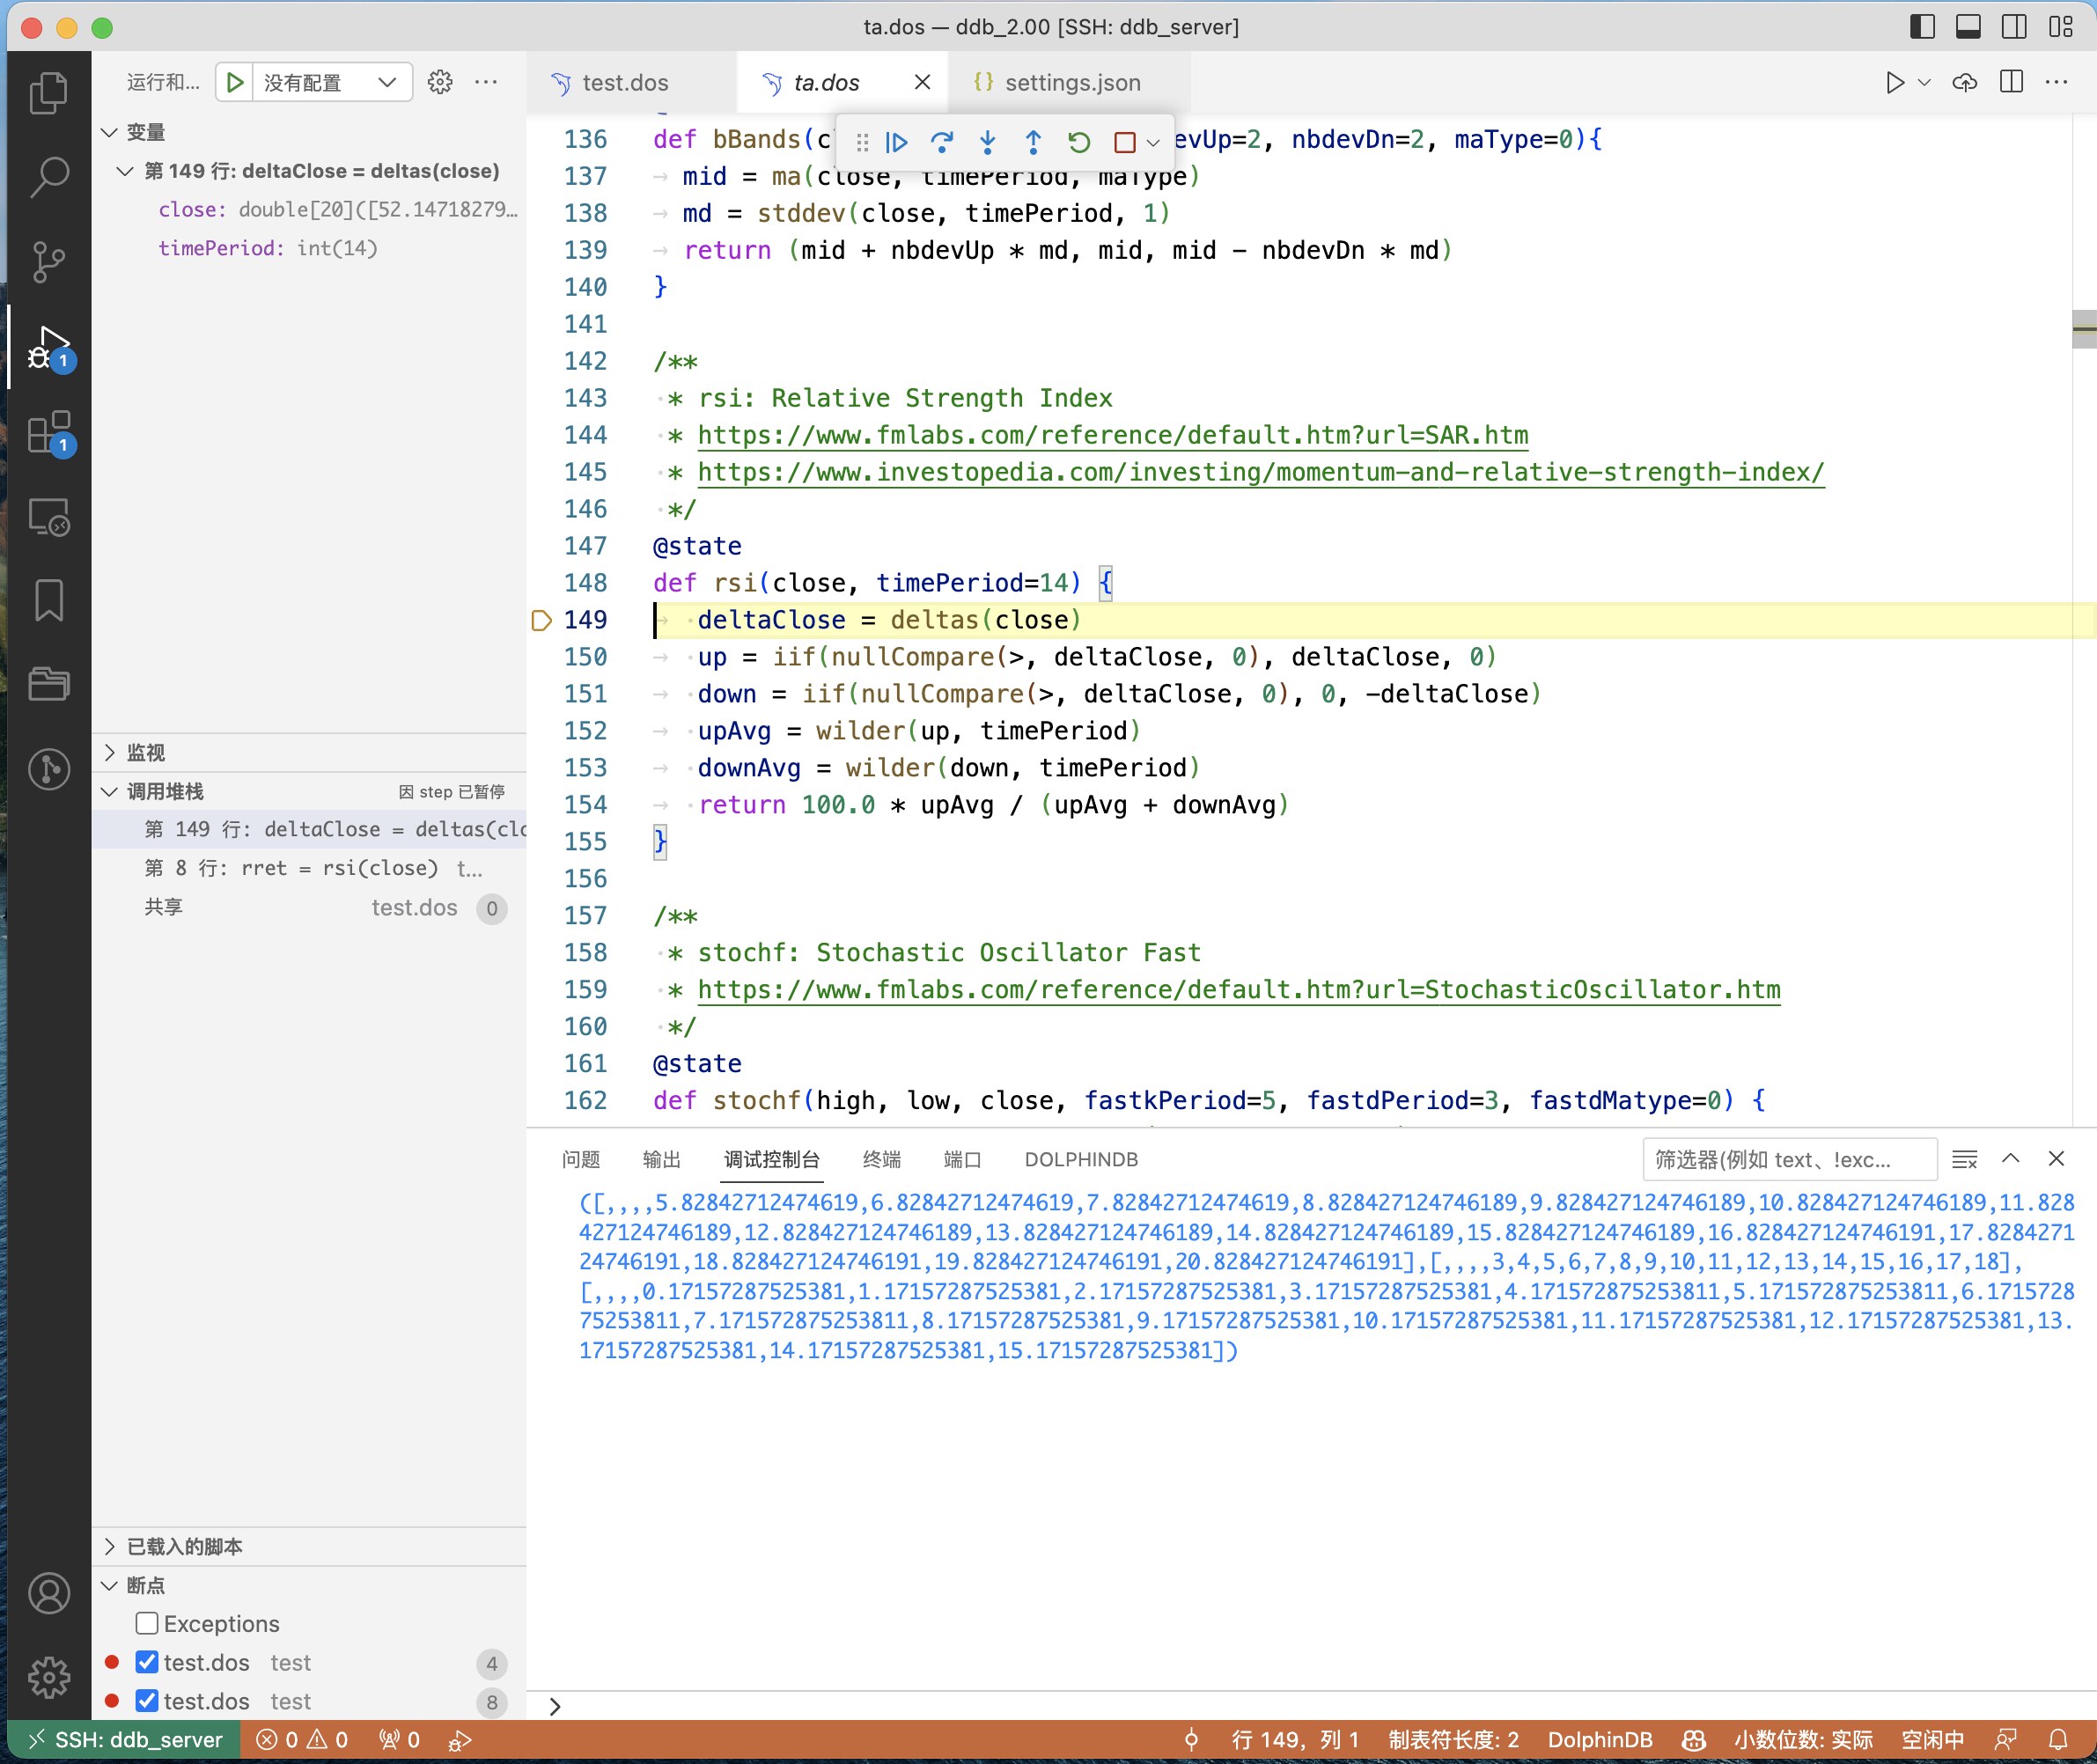 ta.dos — ddb_2.00 [SSH: ddb_server]
运行和...
没有配置
test.dos
ta.dos
{} settings.json
变量
第 149 行: deltaClose = deltas(close)
close: double[20]([52.14718279...
timePeriod: int(14)
监视
调用堆栈
因 step 已暂停
第 149 行: deltaClose = deltas(clo
第 8 行: rret = rsi(close) t...
共享 test.dos 0
已载入的脚本
断点
Exceptions
test.dos test 4
test.dos test 8
1
1
136 def bBands(c evUp=2, nbdevDn=2, maType=0){
137 mid = ma(close, timePeriod, maType)
138 md = stddev(close, timePeriod, 1)
139 return (mid + nbdevUp * md, mid, mid - nbdevDn * md)
140 }
141
142 /**
143 * rsi: Relative Strength Index
144 * https://www.fmlabs.com/reference/default.htm?url=SAR.htm
145 * https://www.investopedia.com/investing/momentum-and-relative-strength-index/
146 */
147 @state
148 def rsi(close, timePeriod=14) {
149 deltaClose = deltas(close)
150 up = iif(nullCompare(>, deltaClose, 0), deltaClose, 0)
151 down = iif(nullCompare(>, deltaClose, 0), 0, -deltaClose)
152 upAvg = wilder(up, timePeriod)
153 downAvg = wilder(down, timePeriod)
154 return 100.0 * upAvg / (upAvg + downAvg)
155 }
156
157 /**
158 * stochf: Stochastic Oscillator Fast
159 * https://www.fmlabs.com/reference/default.htm?url=StochasticOscillator.htm
160 */
161 @state
162 def stochf(high, low, close, fastkPeriod=5, fastdPeriod=3, fastdMatype=0) {
问题 输出 调试控制台 终端 端口 DOLPHINDB
筛选器(例如 text、!exc...
([,,,,5.82842712474619,6.82842712474619,7.82842712474619,8.828427124746189,9.828427124746189,10.828427124746189,11.828
427124746189,12.828427124746189,13.828427124746189,14.828427124746189,15.828427124746189,16.828427124746191,17.828427
124746191,18.828427124746191,19.828427124746191,20.828427124746191],[,,,,3,4,5,6,7,8,9,10,11,12,13,14,15,16,17,18],
[,,,,0.17157287525381,1.17157287525381,2.17157287525381,3.17157287525381,4.171572875253811,5.171572875253811,6.171572
875253811,7.171572875253811,8.17157287525381,9.17157287525381,10.17157287525381,11.17157287525381,12.17157287525381,13.
17157287525381,14.17157287525381,15.17157287525381])
SSH: ddb_server 0 0 0
行 149，列 1 制表符长度: 2 DolphinDB 小数位数: 实际 空闲中